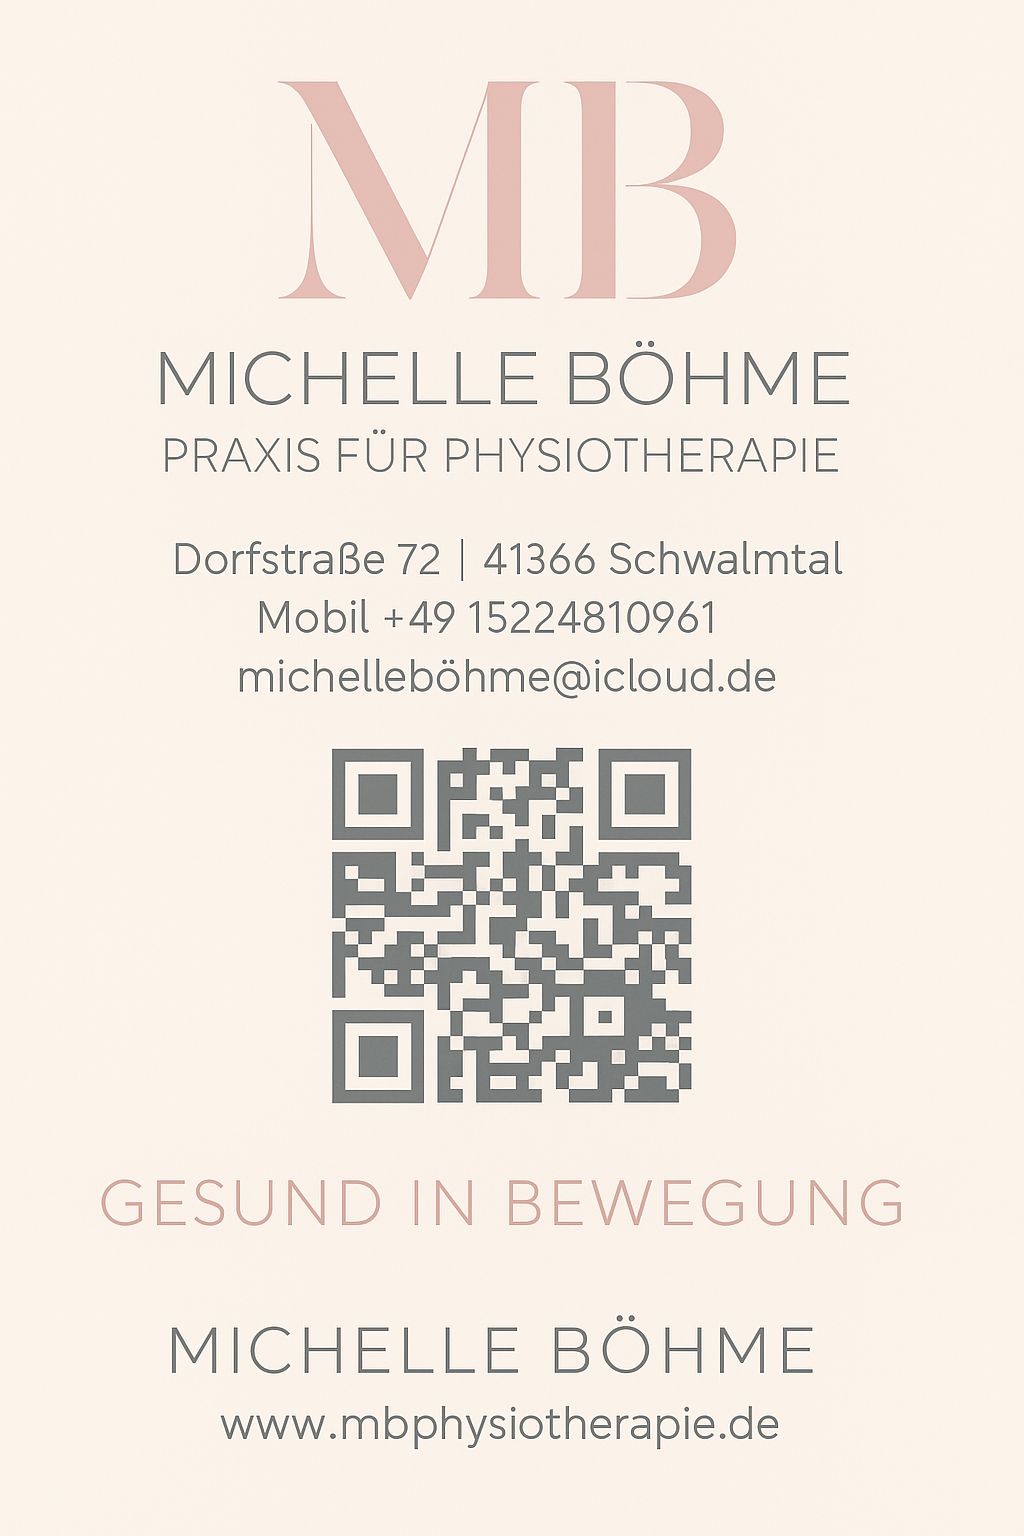 MB
MICHELLE BÖHME
PRAXIS FÜR PHYSIOTHERAPIE
Dorfstraße 72 | 41366 Schwalmtal
Mobil +49 15224810961
michelleböhme@icloud.de
GESUND IN BEWEGUNG
MICHELLE BÖHME
www.mbphysiotherapie.de